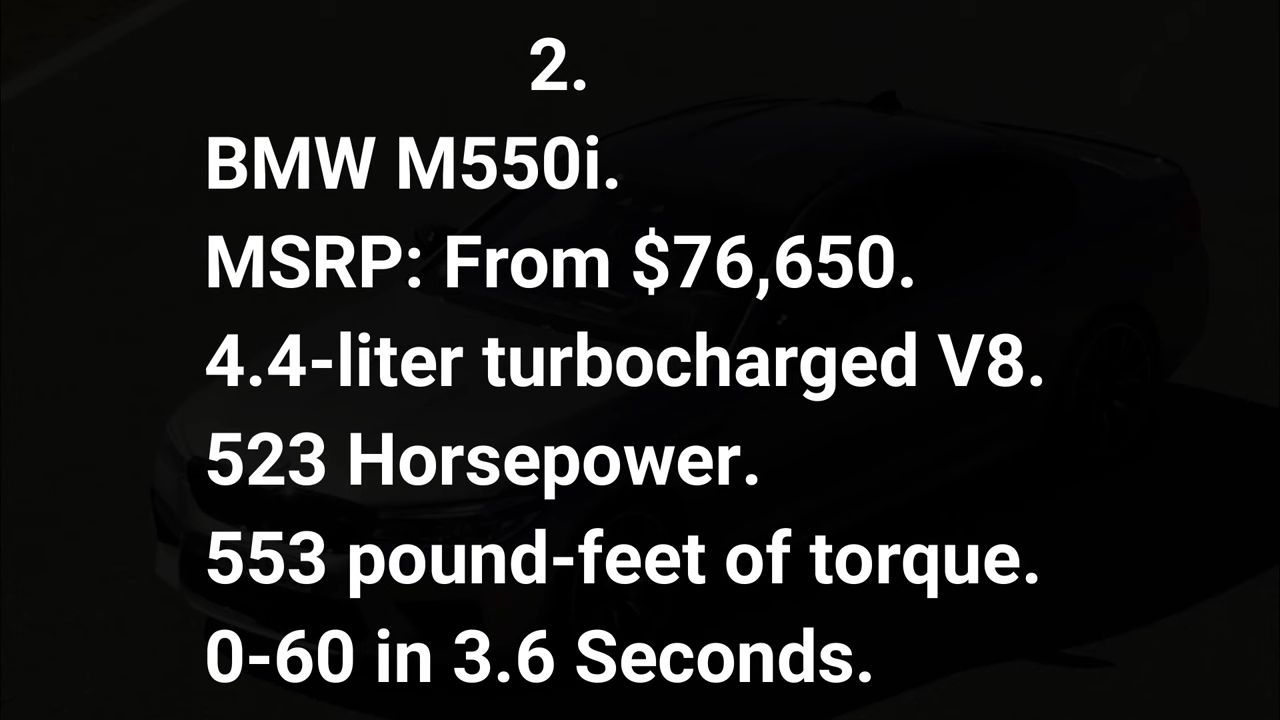 2.
BMW M550i.
MSRP: From $76,650.
4.4-liter turbocharged V8.
523 Horsepower.
553 pound-feet of torque.
0-60 in 3.6 Seconds.